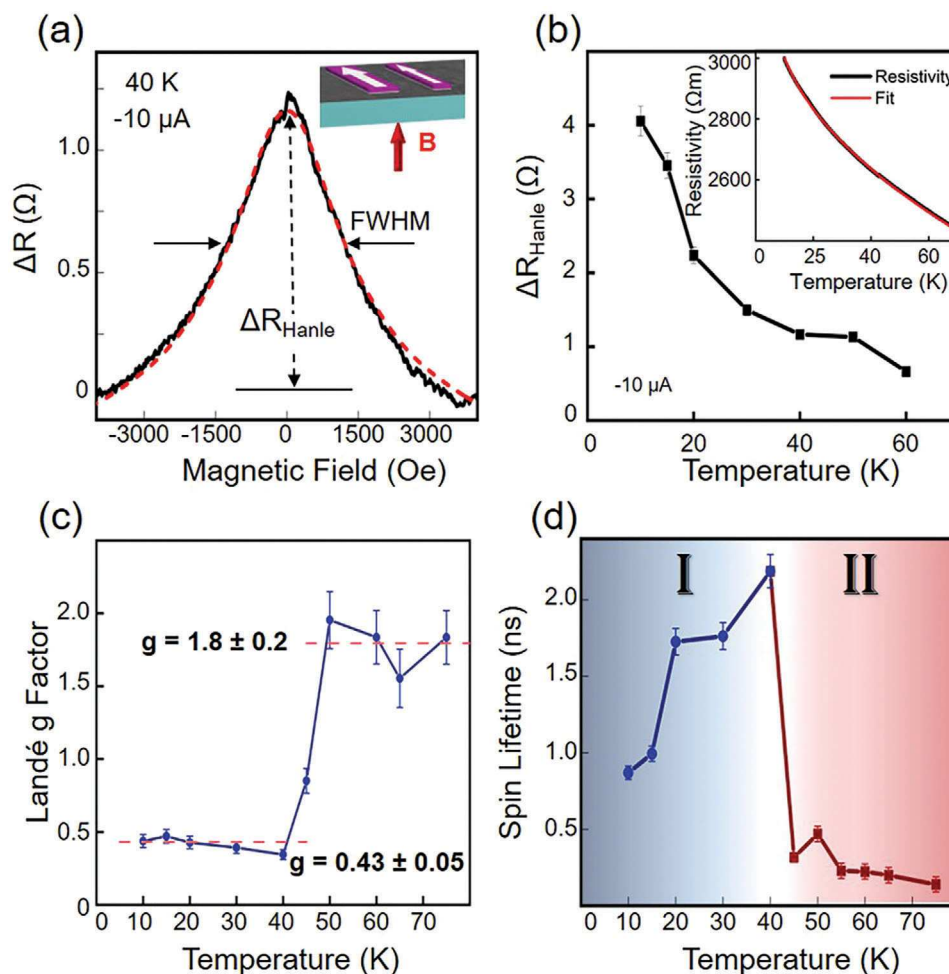 (a)
40 K
-10 µA
B
FWHM
ΔR_Hanle
ΔR (Ω)
1.0
0.5
0
-3000 -1500 0 1500 3000
Magnetic Field (Oe)
(b)
ΔR_Hanle (Ω)
4
3
2
1
0
-10 µA
0 20 40 60
Temperature (K)
Resistivity (Ωm)
3000
2800
2600
Resistivity
Fit
0 25 40 60
Temperature (K)
(c)
Landé g Factor
2.0
1.5
1.0
0.5
0
g = 1.8 ± 0.2
g = 0.43 ± 0.05
0 10 20 30 40 50 60 70
Temperature (K)
(d)
I
II
Spin Lifetime (ns)
2.0
1.5
1.0
0.5
0 10 20 30 40 50 60 70
Temperature (K)